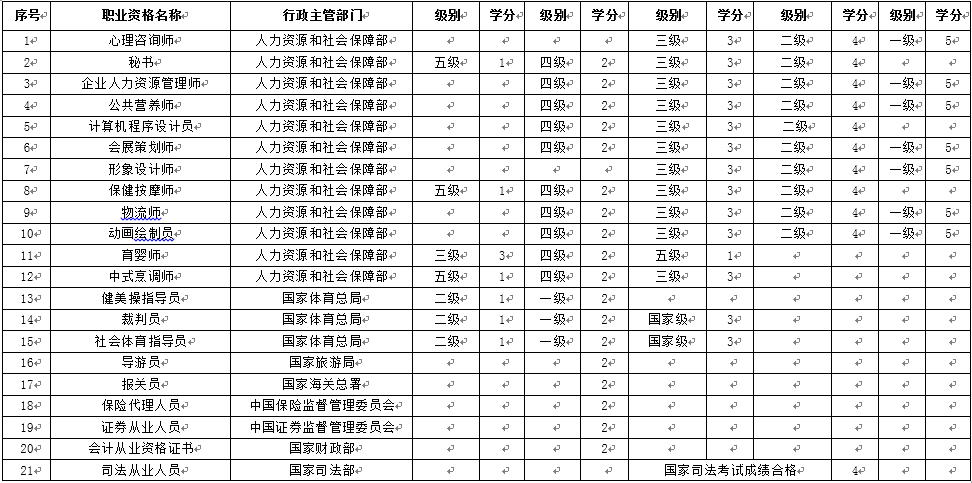 序号 职业资格名称 行政主管部门 级别 学分 级别 学分 级别 学分 级别 学分 级别 学分
1 心理咨询师 人力资源和社会保障部 三级 3 二级 4 一级 5
2 秘书 人力资源和社会保障部 五级 1 四级 2 三级 3 二级 4
3 企业人力资源管理师 人力资源和社会保障部 四级 2 三级 3 二级 4 一级 5
4 公共营养师 人力资源和社会保障部 四级 2 三级 3 二级 4 一级 5
5 计算机程序设计员 人力资源和社会保障部 四级 2 三级 3 二级 4
6 会展策划师 人力资源和社会保障部 四级 2 三级 3 二级 4 一级 5
7 形象设计师 人力资源和社会保障部 三级 3 二级 4 一级 5
8 保健按摩师 人力资源和社会保障部 五级 1 四级 2 三级 3 二级 4
9 物流师 人力资源和社会保障部 四级 2 三级 3 二级 4 一级 5
10 动画绘制员 人力资源和社会保障部 四级 2 三级 3 二级 4 一级 5
11 育婴师 人力资源和社会保障部 三级 3 四级 2 五级 1
12 中式烹调师 人力资源和社会保障部 五级 1 四级 2 三级 3
13 健美操指导员 国家体育总局 二级 1 一级 2
14 裁判员 国家体育总局 二级 1 一级 2 国家级 3
15 社会体育指导员 国家体育总局 二级 1 一级 2 国家级 3
16 导游员 国家旅游局 2
17 报关员 国家海关总署 2
18 保险代理人员 中国保险监督管理委员会 2
19 证券从业人员 中国证券监督管理委员会 2
20 会计从业资格证书 国家财政部 2
21 司法从业人员 国家司法部 国家司法考试成绩合格 4